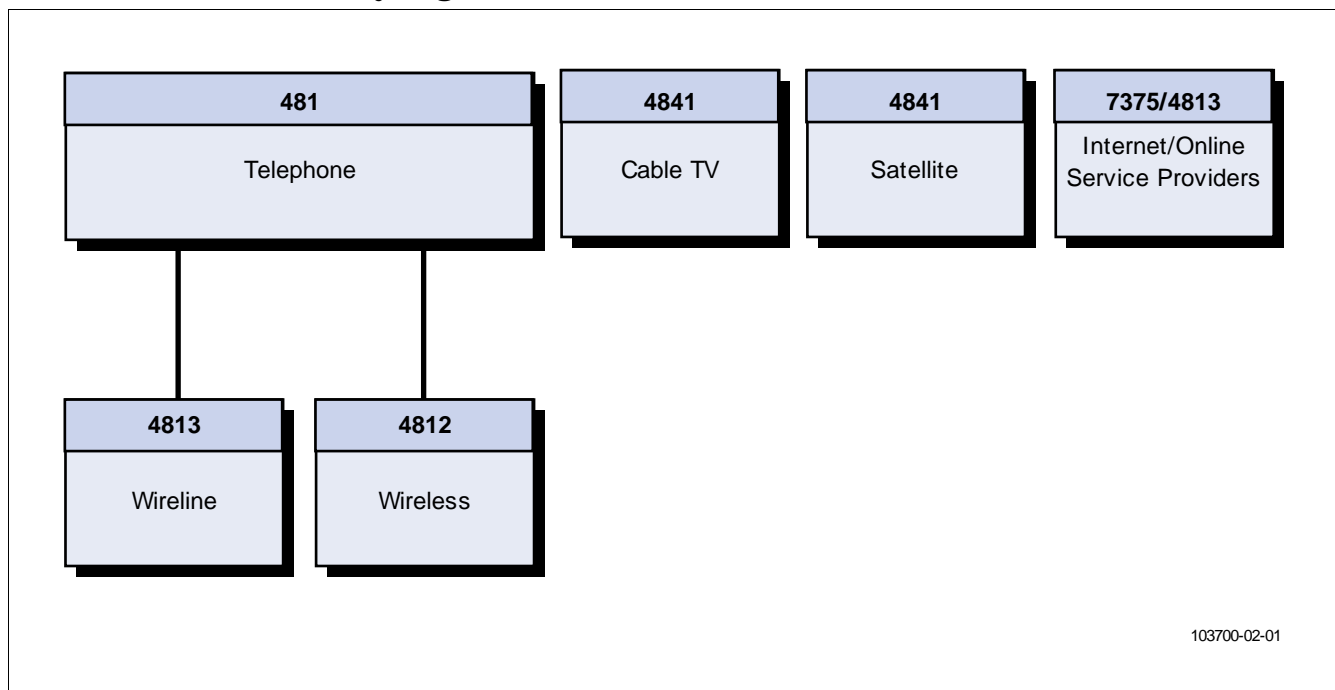 481
Telephone
4841
Cable TV
4841
Satellite
7375/4813
Internet/Online
Service Providers
4813
Wireline
4812
Wireless
103700-02-01